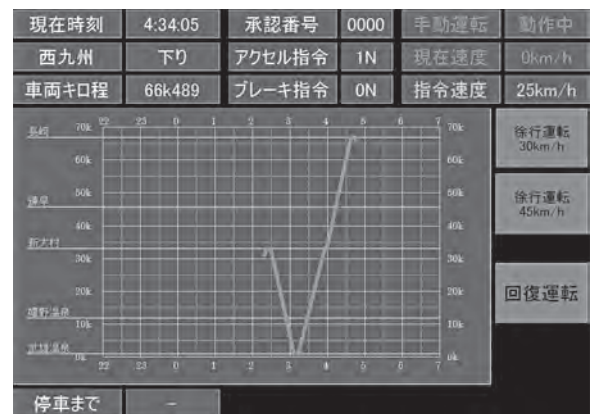 現在時刻 4:34:05 承認番号 0000 手動運転 動作中
西九州 下り アクセル指令 1N 現在速度 0km/h
車両キロ程 66k489 ブレーキ指令 0N 指令速度 25km/h
22 23 0 1 2 3 4 5 6 7
長崎 70k 70k
徐行運転
30km/h
60k 60k
諫早 50k 50k
徐行運転
45km/h
40k 40k
新大村
30k 30k
20k 20k
回復運転
嬉野温泉
10k 10k
武雄温泉 0k 0k
22 23 0 1 2 3 4 5 6 7
停車まで -